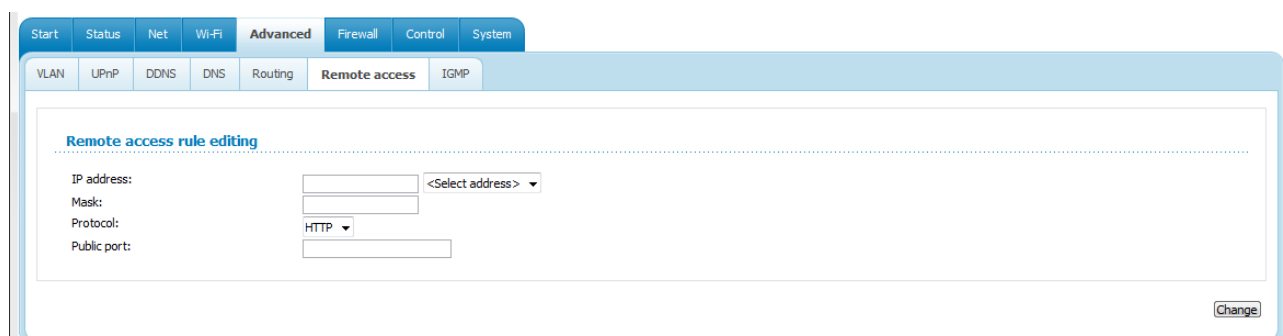 Start Status Net Wi-Fi Advanced Firewall Control System
VLAN UPnP DDNS DNS Routing Remote access IGMP
Remote access rule editing
IP address: <Select address>
Mask:
Protocol: HTTP
Public port:
Change